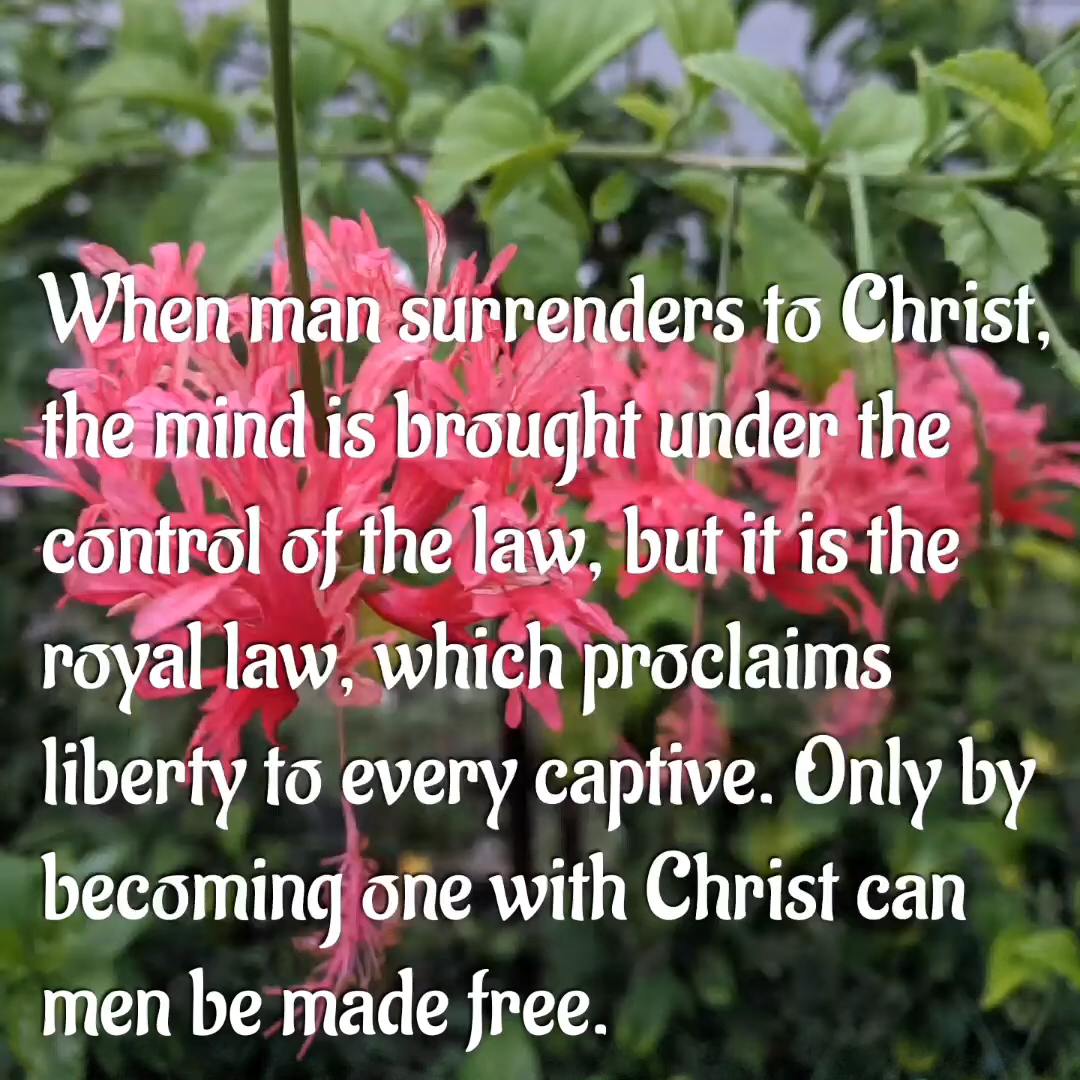 When man surrenders to Christ,
the mind is brought under the
control of the law, but it is the
royal law, which proclaims
liberty to every captive. Only by
becoming one with Christ can
men be made free.